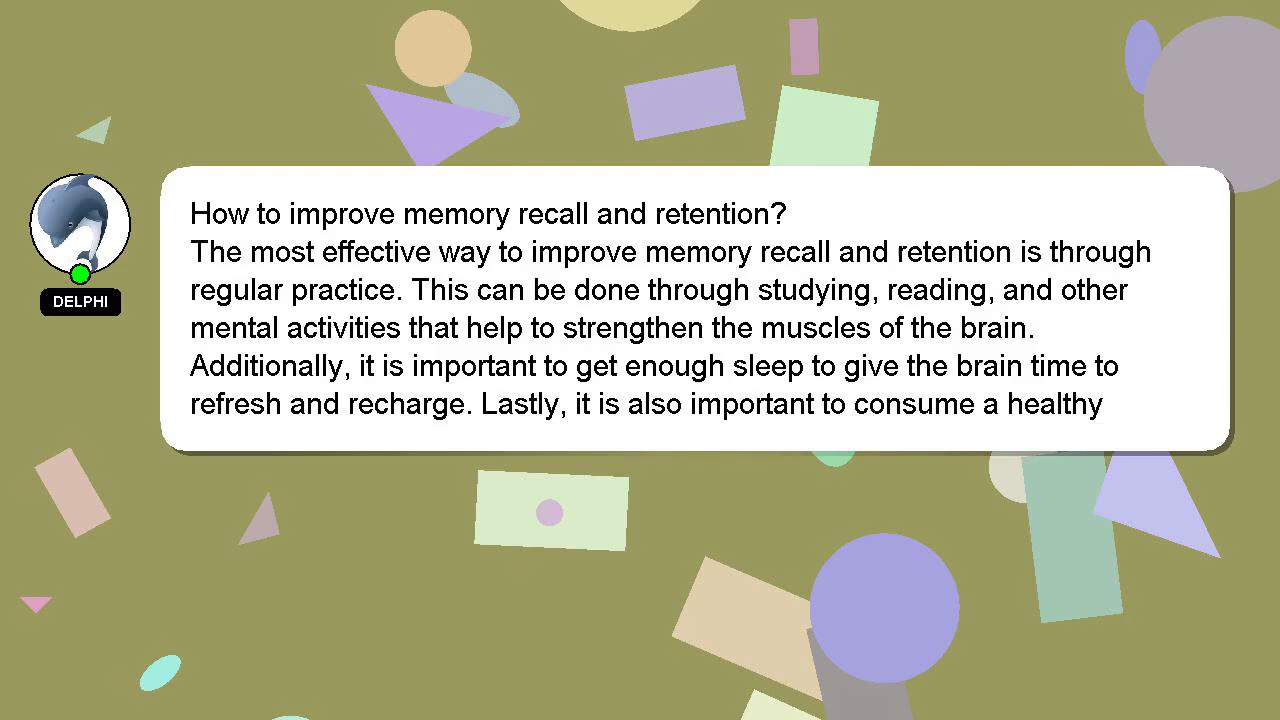 How to improve memory recall and retention?
The most effective way to improve memory recall and retention is through
regular practice. This can be done through studying, reading, and other
mental activities that help to strengthen the muscles of the brain.
Additionally, it is important to get enough sleep to give the brain time to
refresh and recharge. Lastly, it is also important to consume a healthy
DELPHI